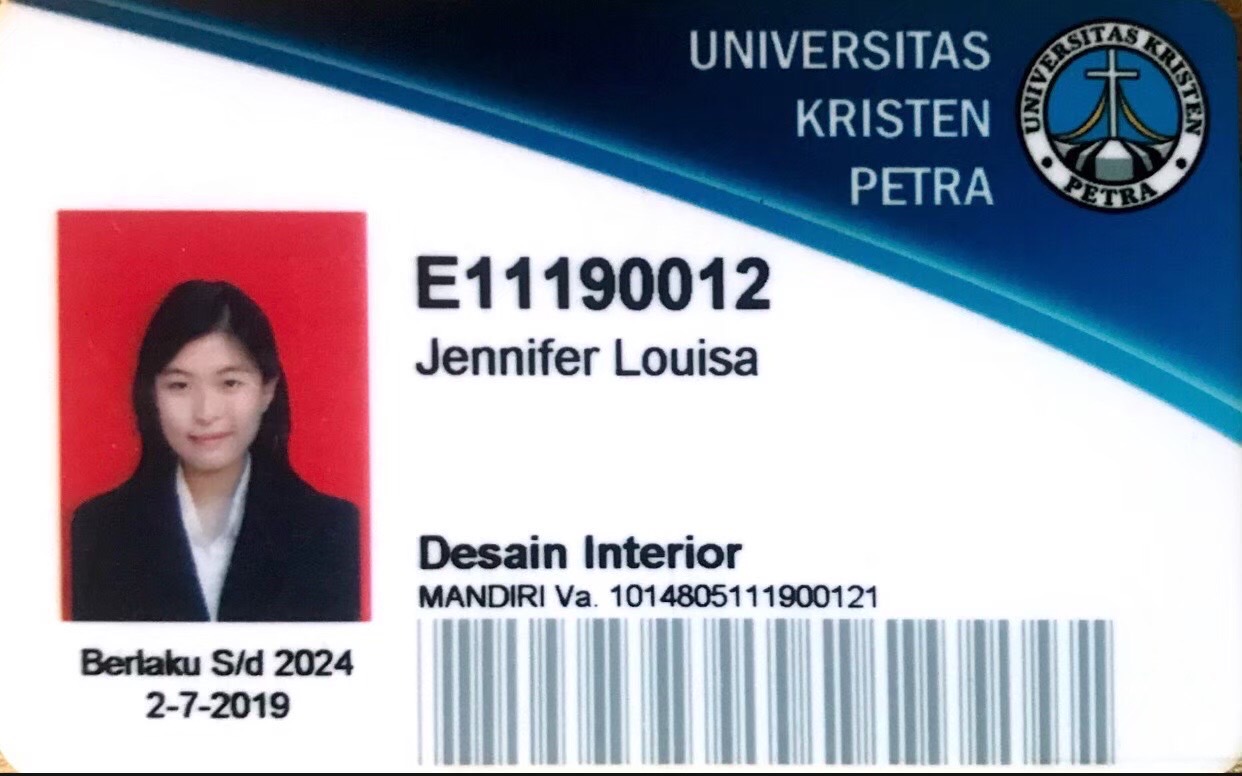 UNIVERSITAS
KRISTEN
PETRA
UNIVERSITAS KRISTEN
PETRA
E11190012
Jennifer Louisa
Desain Interior
MANDIRI Va. 1014805111900121
Berlaku S/d 2024
2-7-2019